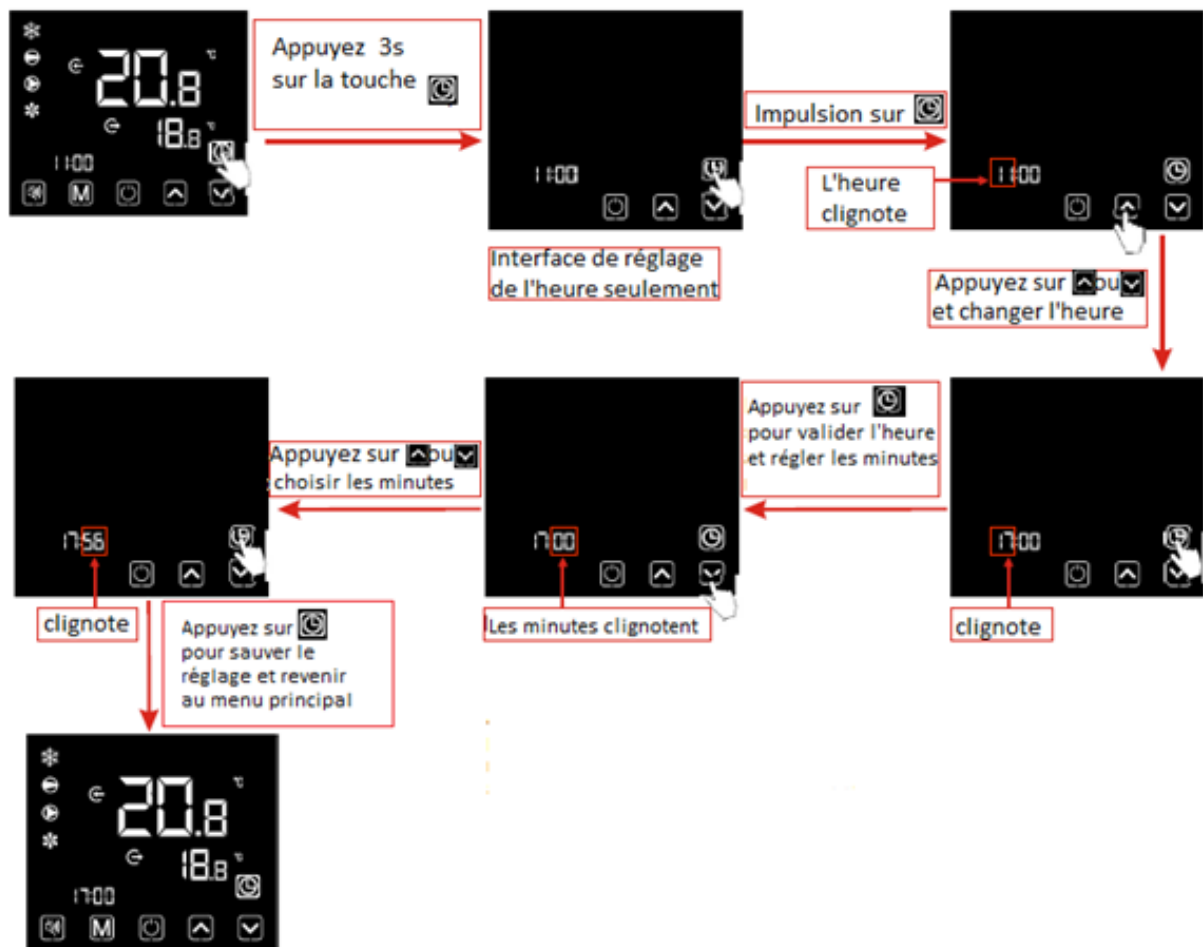 20.8 °C
18.8 °C
11:00
M
Appuyez 3s
sur la touche
11:00
Interface de réglage
de l'heure seulement
Impulsion sur
11:00
L'heure
clignote
Appuyez sur ou
et changer l'heure
17:00
clignote
Appuyez sur
pour valider l'heure
et régler les minutes
17:00
Les minutes clignotent
Appuyez sur ou
choisir les minutes
17:56
clignote
Appuyez sur
pour sauver le
réglage et revenir
au menu principal
20.8 °C
18.8 °C
17:00
M